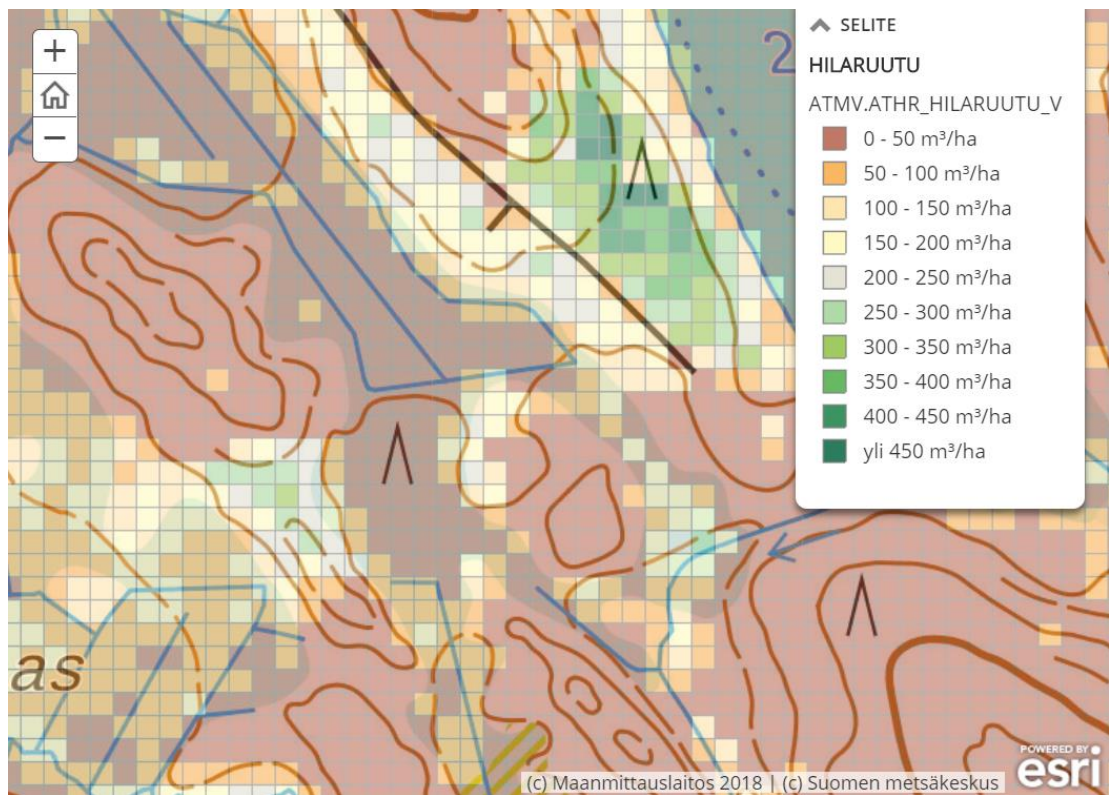 +
−
2
as
SELITE
HILARUUTU
ATMV.ATHR_HILARUUTU_V
0 - 50 m³/ha
50 - 100 m³/ha
100 - 150 m³/ha
150 - 200 m³/ha
200 - 250 m³/ha
250 - 300 m³/ha
300 - 350 m³/ha
350 - 400 m³/ha
400 - 450 m³/ha
yli 450 m³/ha
(c) Maanmittauslaitos 2018 | (c) Suomen metsäkeskus
POWERED BY
esri